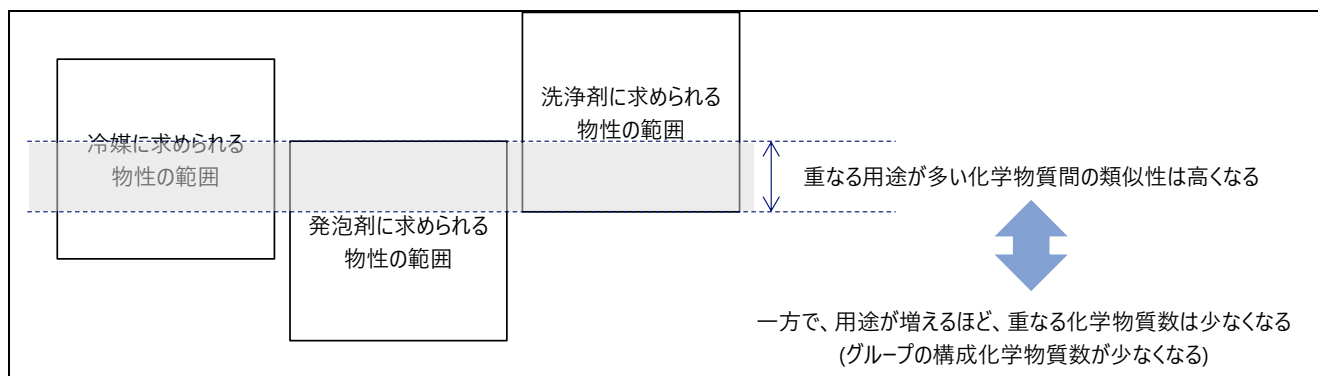 冷媒に求められる
物性の範囲
発泡剤に求められる
物性の範囲
洗浄剤に求められる
物性の範囲
重なる用途が多い化学物質間の類似性は高くなる
一方で、用途が増えるほど、重なる化学物質数は少なくなる
(グループの構成化学物質数が少なくなる)